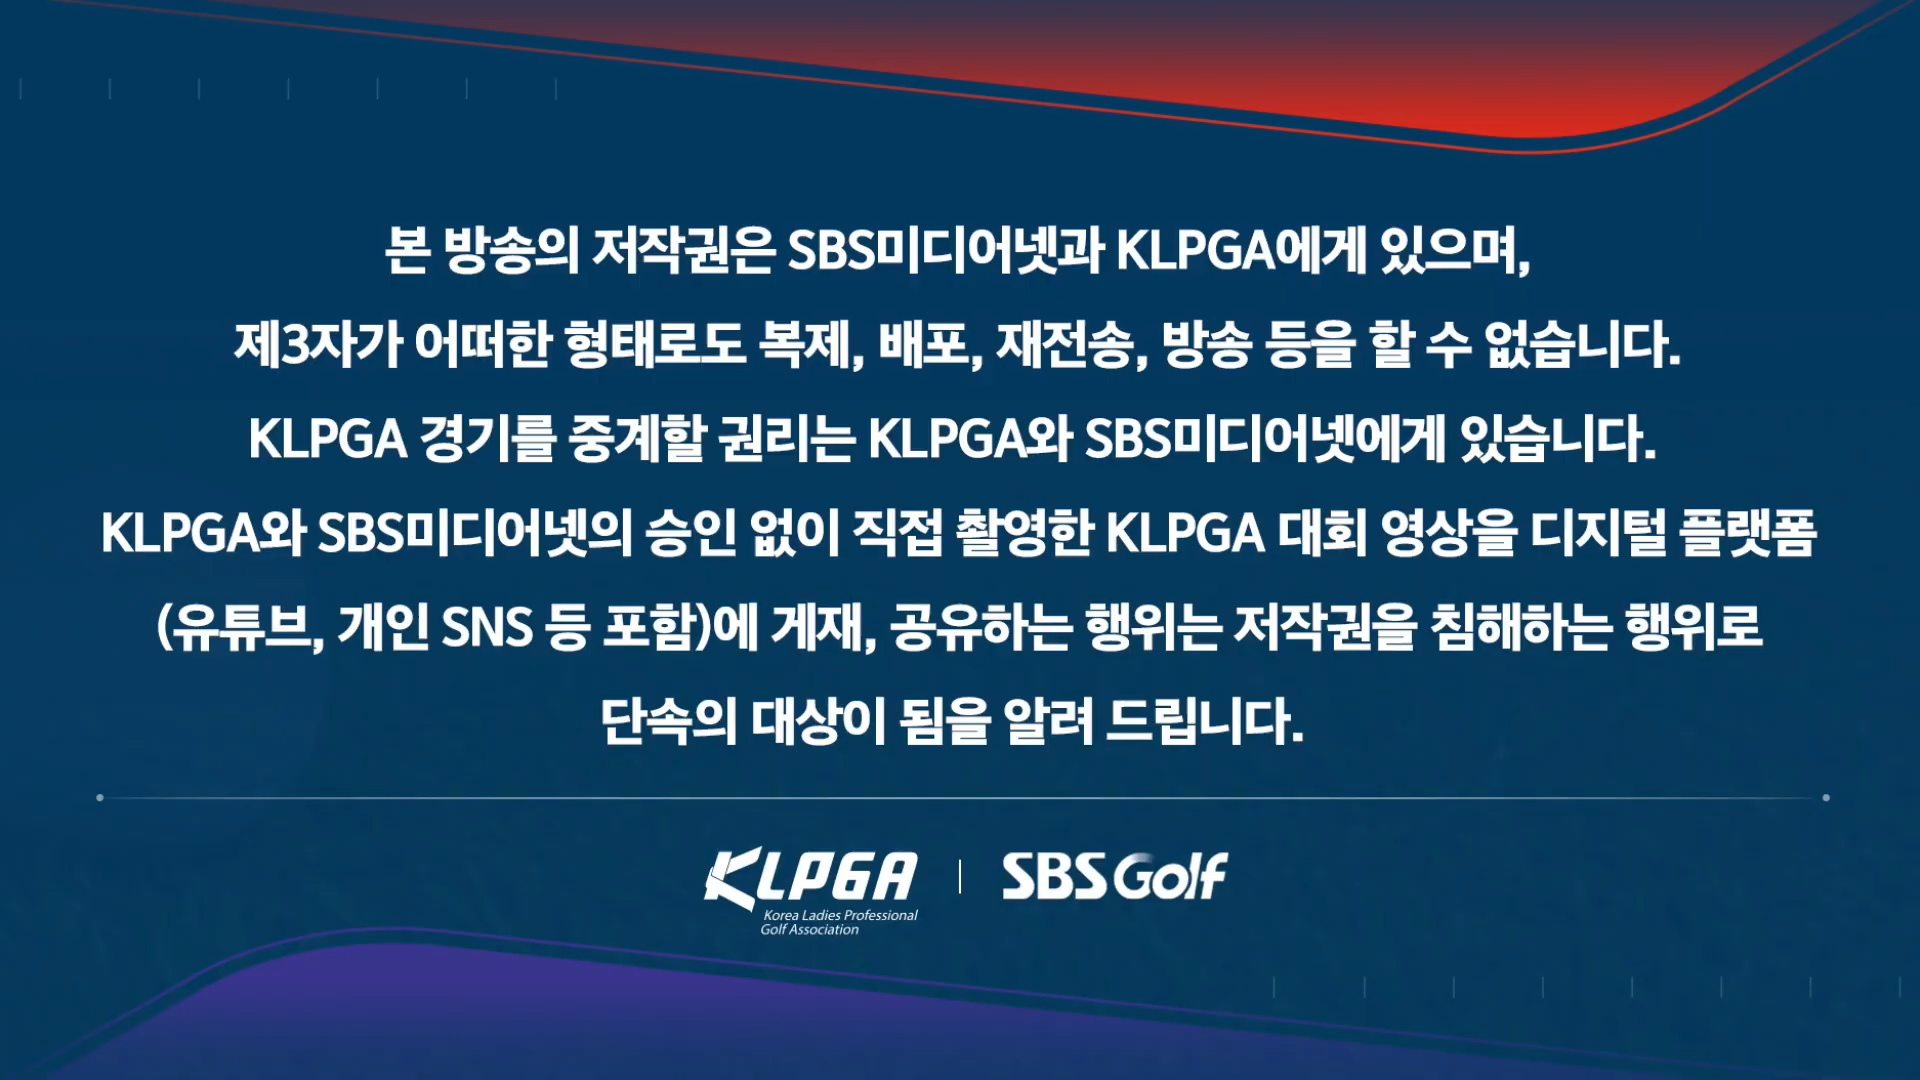 본 방송의 저작권은 SBS미디어넷과 KLPGA에게 있으며,
제3자가 어떠한 형태로도 복제, 배포, 재전송, 방송 등을 할 수 없습니다.
KLPGA 경기를 중계할 권리는 KLPGA와 SBS미디어넷에게 있습니다.
KLPGA와 SBS미디어넷의 승인 없이 직접 촬영한 KLPGA 대회 영상을 디지털 플랫폼
(유튜브, 개인 SNS 등 포함)에 게재, 공유하는 행위는 저작권을 침해하는 행위로
단속의 대상이 됨을 알려 드립니다.
KLPGA
Korea Ladies Professional
Golf Association
SBS Golf